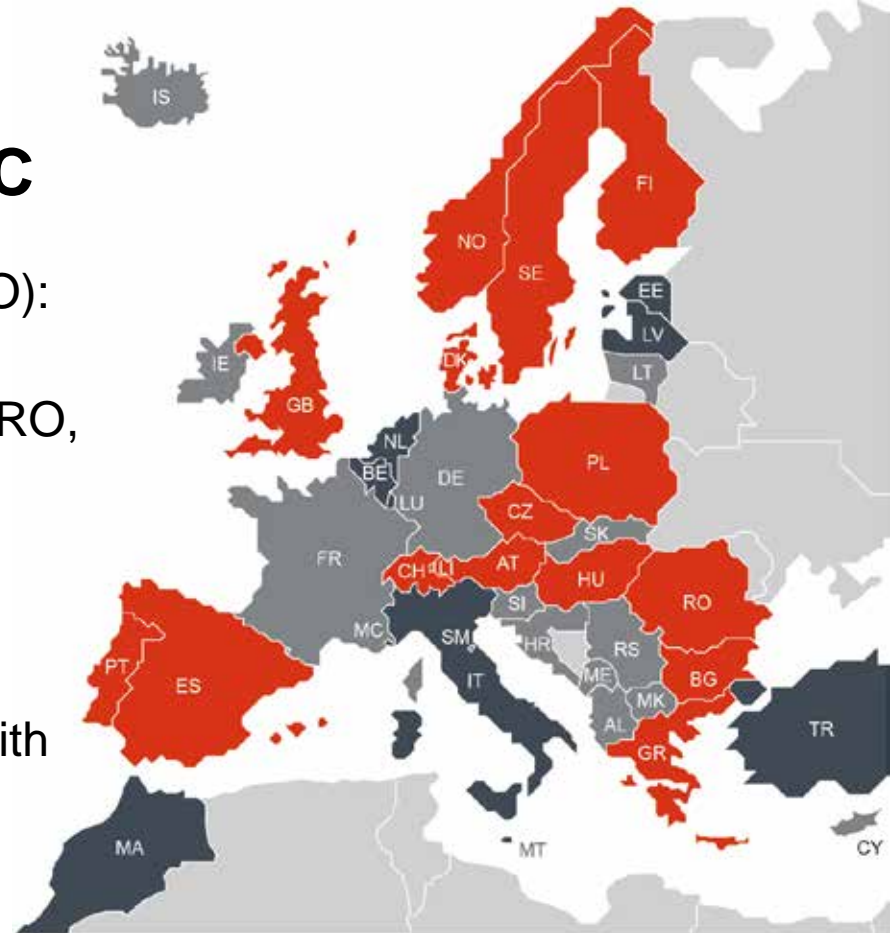 C
O):
RO,
ith
IS
NO
SE
FI
EE
LV
LT
IE
GB
DK
NL
BE
LU
DE
PL
CZ
SK
FR
CH
LI
AT
HU
RO
SI
HR
RS
MC
SM
IT
ME
MK
AL
BG
GR
PT
ES
TR
MA
MT
CY